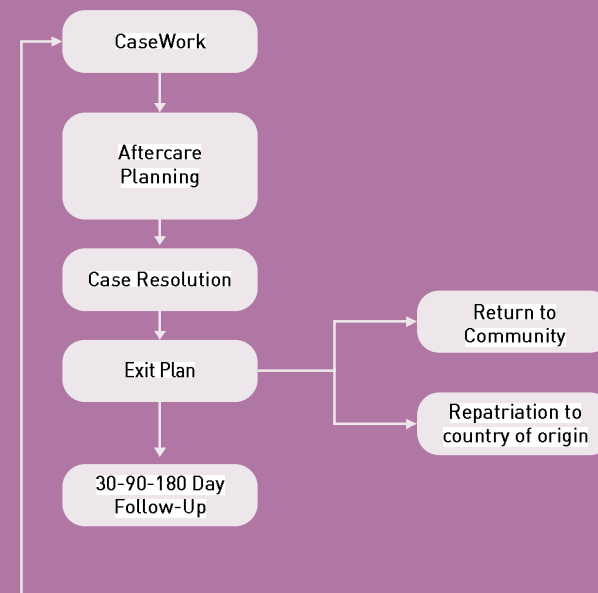 CaseWork
Aftercare
Planning
Case Resolution
Exit Plan
Return to
Community
Repatriation to
country of origin
30-90-180 Day
Follow-Up